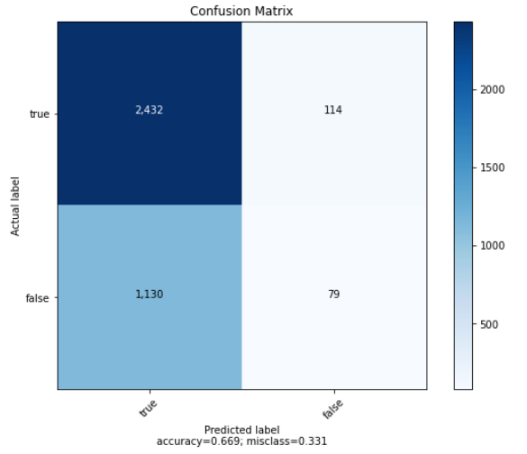 Confusion Matrix
true
2,432
114
false
1,130
79
Actual label
true
false
Predicted label
accuracy=0.669; misclass=0.331
2000
1500
1000
500